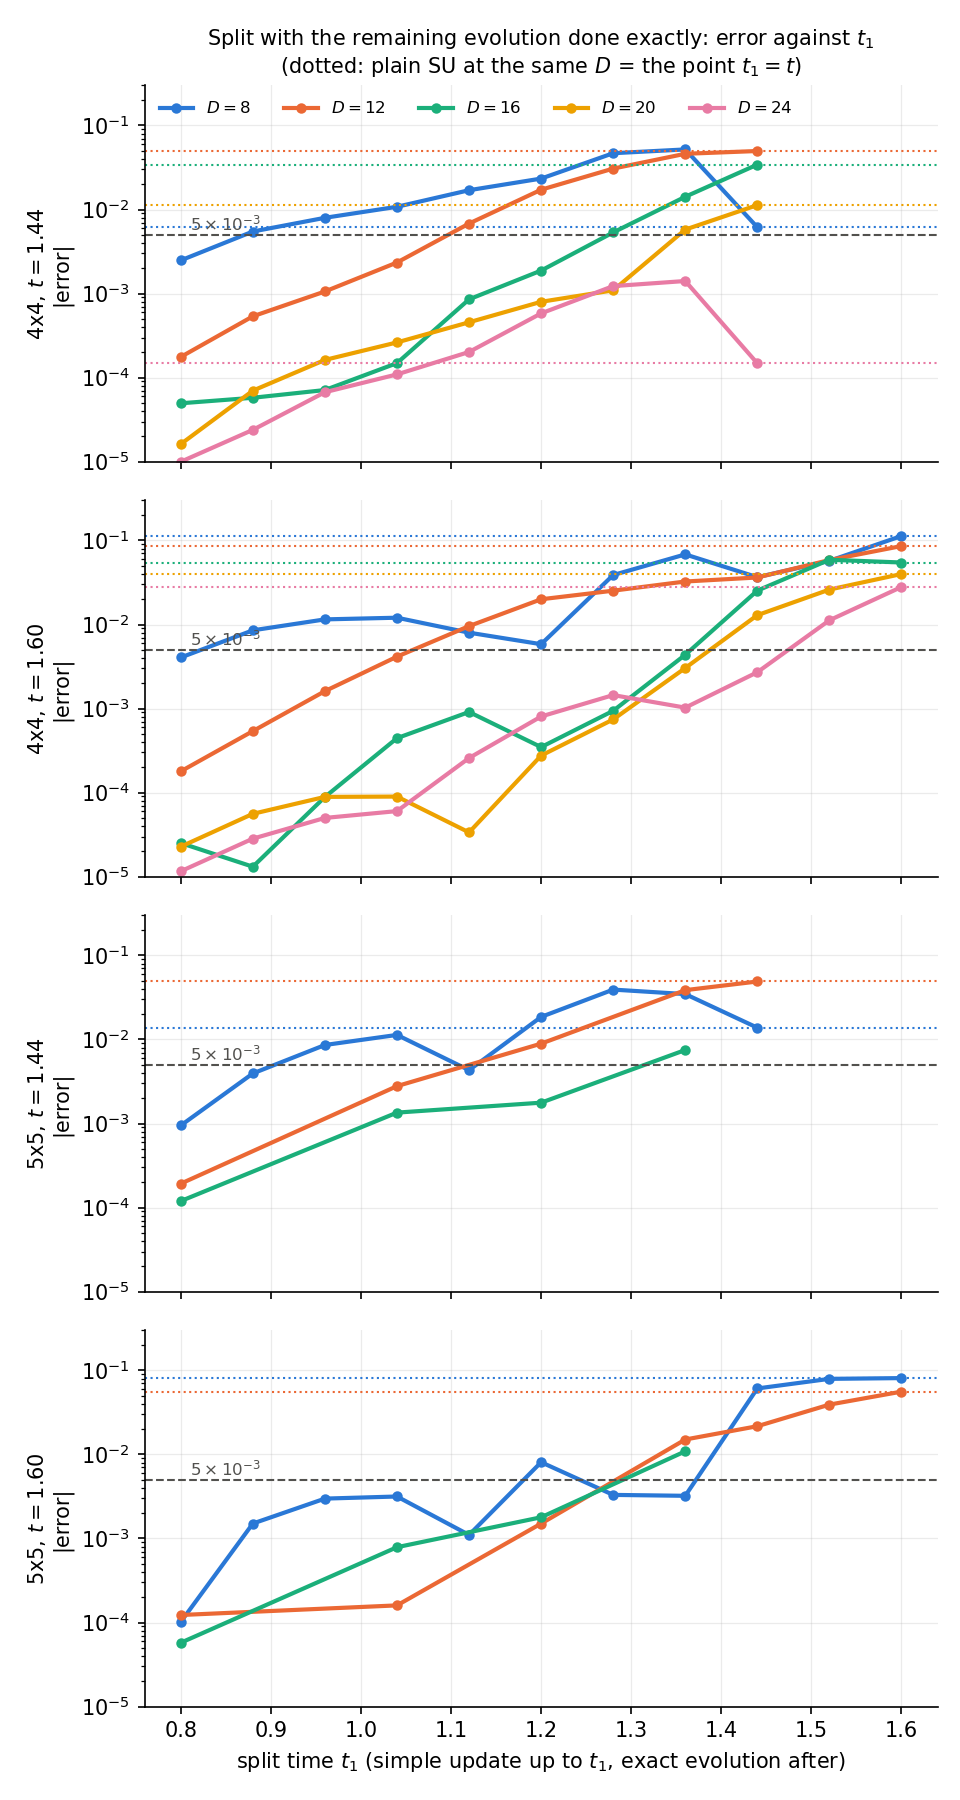 Split with the remaining evolution done exactly: error against t₁
(dotted: plain SU at the same D = the point t₁ = t)
D = 8 D = 12 D = 16 D = 20 D = 24
4x4, t = 1.44
|error|
10⁻¹
10⁻²
5 × 10⁻³
10⁻³
10⁻⁴
10⁻⁵
4x4, t = 1.60
|error|
10⁻¹
10⁻²
5 × 10⁻³
10⁻³
10⁻⁴
10⁻⁵
5x5, t = 1.44
|error|
10⁻¹
10⁻²
5 × 10⁻³
10⁻³
10⁻⁴
10⁻⁵
5x5, t = 1.60
|error|
10⁻¹
10⁻²
5 × 10⁻³
10⁻³
10⁻⁴
10⁻⁵
0.8 0.9 1.0 1.1 1.2 1.3 1.4 1.5 1.6
split time t₁ (simple update up to t₁, exact evolution after)